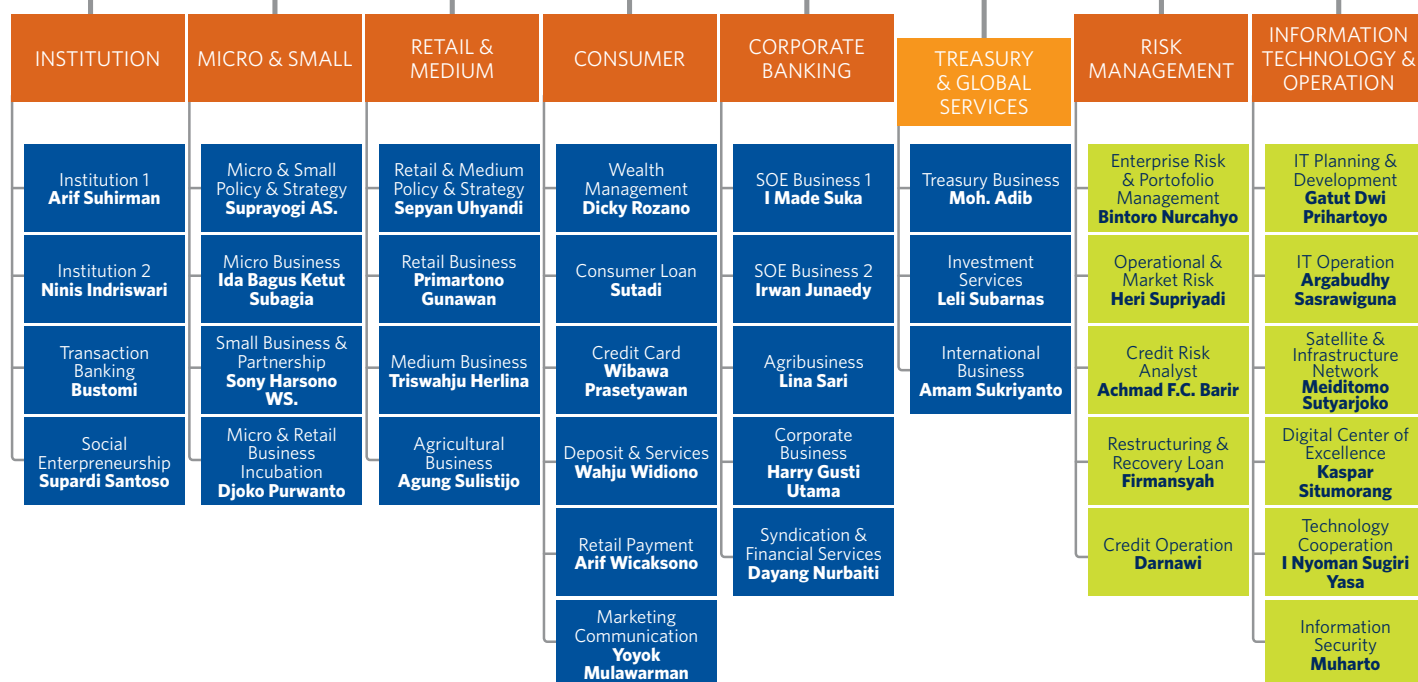 INSTITUTION
Institution 1
Arif Suhirman
Institution 2
Ninis Indriswari
Transaction
Banking
Bustomi
Social
Enterpreneurship
Supardi Santoso
MICRO & SMALL
Micro & Small
Policy & Strategy
Suprayogi AS.
Micro Business
Ida Bagus Ketut
Subagia
Small Business &
Partnership
Sony Harsono
WS.
Micro & Retail
Business
Incubation
Djoko Purwanto
RETAIL &
MEDIUM
Retail & Medium
Policy & Strategy
Sepyan Uhyandi
Retail Business
Primartono
Gunawan
Medium Business
Triswahju Herlina
Agricultural
Business
Agung Sulistijo
CONSUMER
Wealth
Management
Dicky Rozano
Consumer Loan
Sutadi
Credit Card
Wibawa
Prasetyawan
Deposit & Services
Wahju Widiono
Retail Payment
Arif Wicaksono
Marketing
Communication
Yoyok
Mulawarman
CORPORATE
BANKING
SOE Business 1
I Made Suka
SOE Business 2
Irwan Junaedy
Agribusiness
Lina Sari
Corporate
Business
Harry Gusti
Utama
Syndication &
Financial Services
Dayang Nurbaiti
TREASURY
& GLOBAL
SERVICES
Treasury Business
Moh. Adib
Investment
Services
Leli Subarnas
International
Business
Amam Sukriyanto
RISK
MANAGEMENT
Enterprise Risk
& Portofolio
Management
Bintoro Nurcahyo
Operational &
Market Risk
Heri Supriyadi
Credit Risk
Analyst
Achmad F.C. Barir
Restructuring &
Recovery Loan
Firmansyah
Credit Operation
Darnawi
INFORMATION
TECHNOLOGY &
OPERATION
IT Planning &
Development
Gatut Dwi
Prihartoyo
IT Operation
Argabudhy
Sasrawiguna
Satellite &
Infrastructure
Network
Meiditomo
Sutyarjoko
Digital Center of
Excellence
Kaspar
Situmorang
Technology
Cooperation
I Nyoman Sugiri
Yasa
Information
Security
Muharto